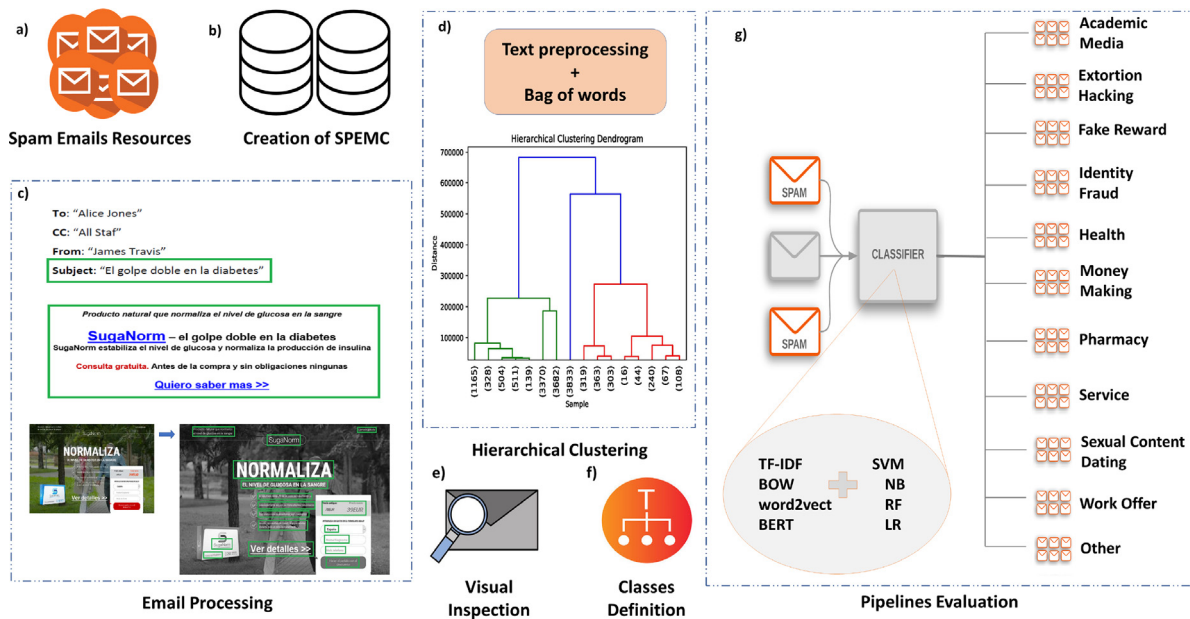 a)
Spam Emails Resources
b)
Creation of SPEMC
c)
To: “Alice Jones”
CC: “All Staf”
From: “James Travis”
Subject: “El golpe doble en la diabetes”
Producto natural que normaliza el nivel de glucosa en la sangre
SugaNorm – el golpe doble en la diabetes
SugaNorm estabiliza el nivel de glucosa y normaliza la producción de insulina
Consulta gratuita. Antes de la compra y sin obligaciones ningunas
Quiero saber mas >>
SugaNorm
NORMALIZA
Ver detalles >>
SugaNorm
NORMALIZA
EL NIVEL DE GLUCOSA EN LA SANGRE
Ver detalles >>
Email Processing
d)
Text preprocessing
+
Bag of words
Hierarchical Clustering Dendrogram
Distance
700000
600000
500000
400000
300000
200000
100000
(1165)
(328)
(504)
(511)
(139)
(3370)
(3682)
(3833)
(319)
(363)
(303)
(16)
(44)
(240)
(67)
(108)
Sample
Hierarchical Clustering
e)
Visual
Inspection
f)
Classes
Definition
g)
SPAM
SPAM
CLASSIFIER
TF-IDF
BOW
word2vect
BERT
SVM
NB
RF
LR
Academic
Media
Extortion
Hacking
Fake Reward
Identity
Fraud
Health
Money
Making
Pharmacy
Service
Sexual Content
Dating
Work Offer
Other
Pipelines Evaluation